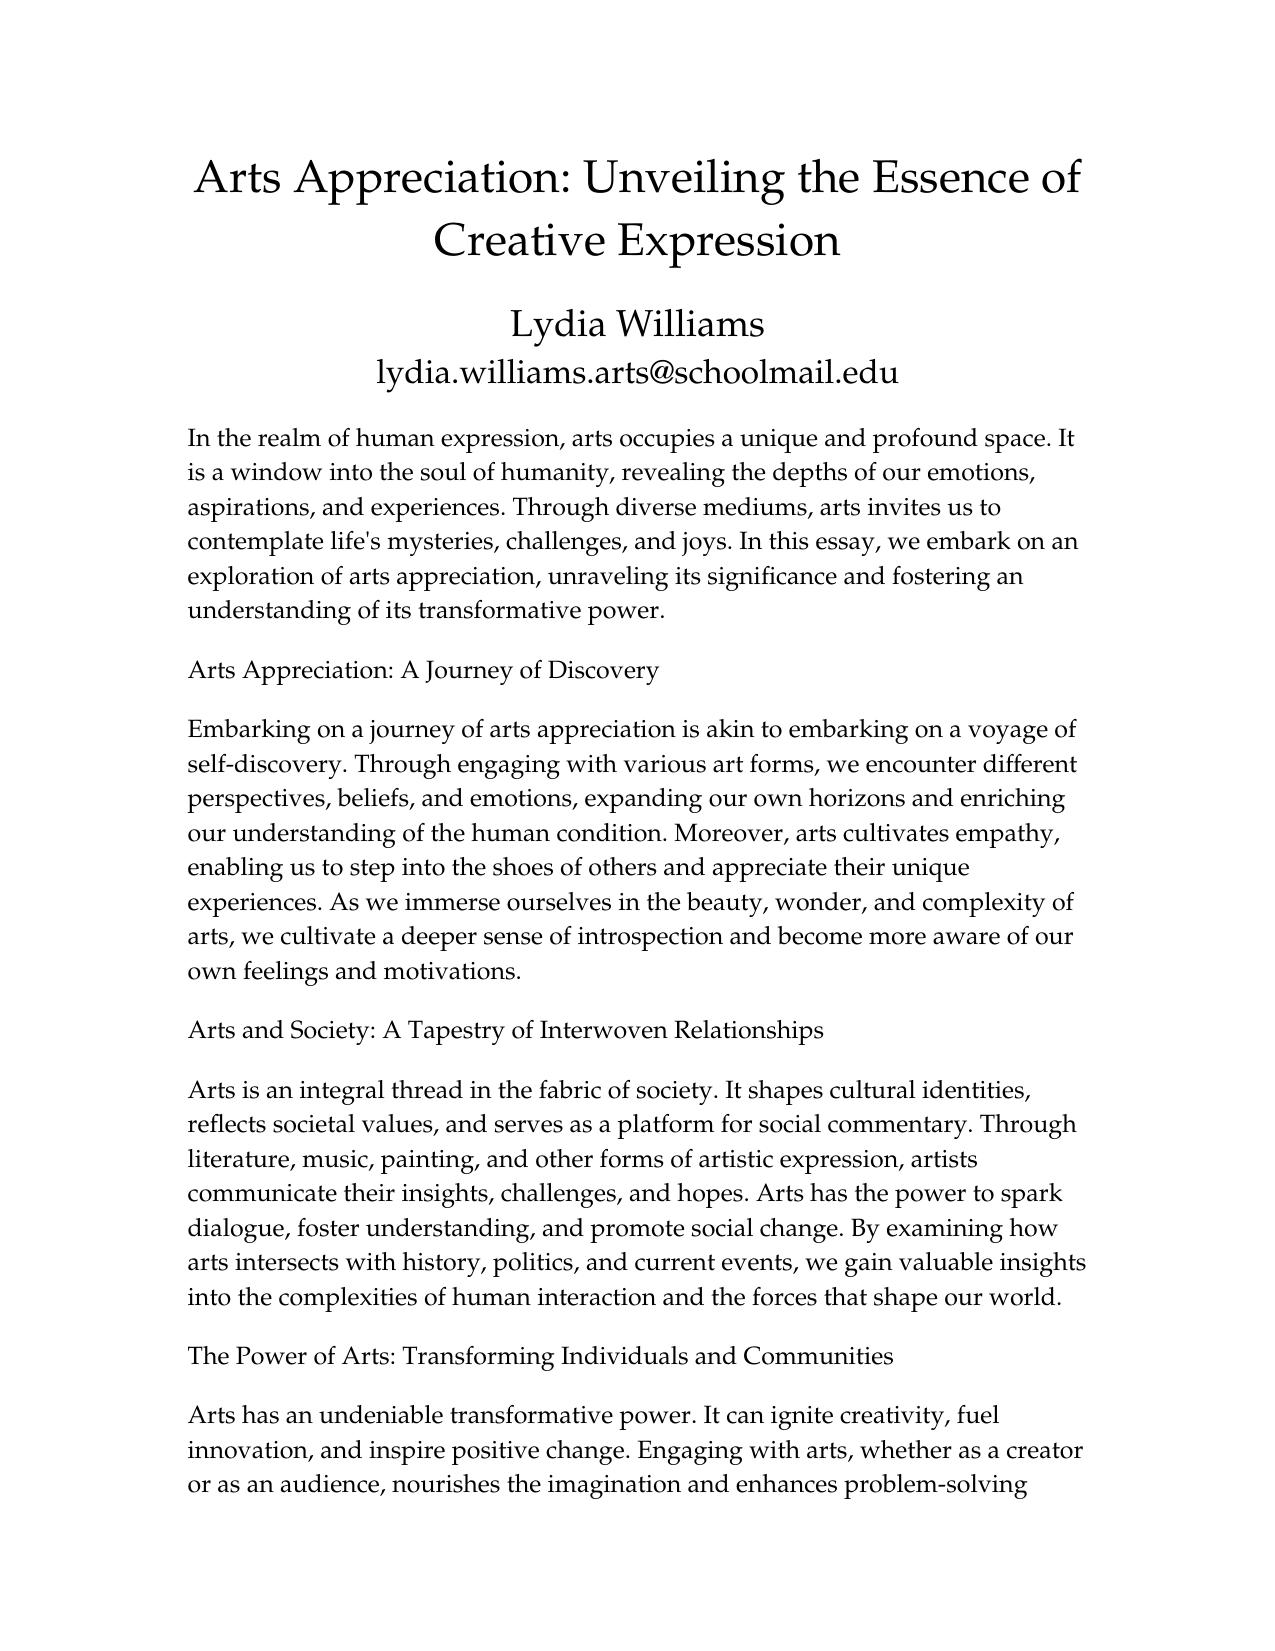 Arts Appreciation: Unveiling the Essence of
Creative Expression
Lydia Williams
lydia.williams.arts@schoolmail.edu
In the realm of human expression, arts occupies a unique and profound space. It
is a window into the soul of humanity, revealing the depths of our emotions,
aspirations, and experiences. Through diverse mediums, arts invites us to
contemplate life's mysteries, challenges, and joys. In this essay, we embark on an
exploration of arts appreciation, unraveling its significance and fostering an
understanding of its transformative power.
Arts Appreciation: A Journey of Discovery
Embarking on a journey of arts appreciation is akin to embarking on a voyage of
self-discovery. Through engaging with various art forms, we encounter different
perspectives, beliefs, and emotions, expanding our own horizons and enriching
our understanding of the human condition. Moreover, arts cultivates empathy,
enabling us to step into the shoes of others and appreciate their unique
experiences. As we immerse ourselves in the beauty, wonder, and complexity of
arts, we cultivate a deeper sense of introspection and become more aware of our
own feelings and motivations.
Arts and Society: A Tapestry of Interwoven Relationships
Arts is an integral thread in the fabric of society. It shapes cultural identities,
reflects societal values, and serves as a platform for social commentary. Through
literature, music, painting, and other forms of artistic expression, artists
communicate their insights, challenges, and hopes. Arts has the power to spark
dialogue, foster understanding, and promote social change. By examining how
arts intersects with history, politics, and current events, we gain valuable insights
into the complexities of human interaction and the forces that shape our world.
The Power of Arts: Transforming Individuals and Communities
Arts has an undeniable transformative power. It can ignite creativity, fuel
innovation, and inspire positive change. Engaging with arts, whether as a creator
or as an audience, nourishes the imagination and enhances problem-solving